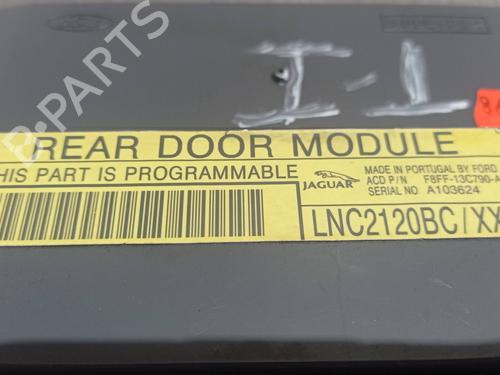 I-I
REAR DOOR MODULE
HIS PART IS PROGRAMMABLE
JAGUAR
MADE IN PORTUGAL BY FORD
ACD P/N F8FF-13C790-A
SERIAL NO A103624
LNC2120BC/XX
B-PARTS